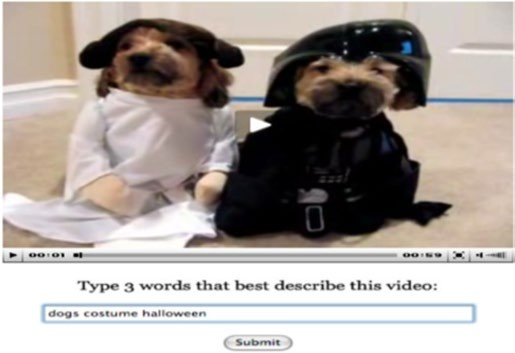 00:01 00:59
Type 3 words that best describe this video:
dogs costume halloween
Submit